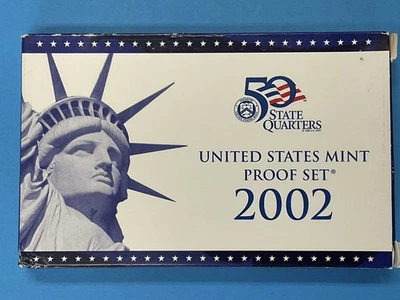 50
STATE
QUARTERS
UNITED STATES MINT
PROOF SET®
2002